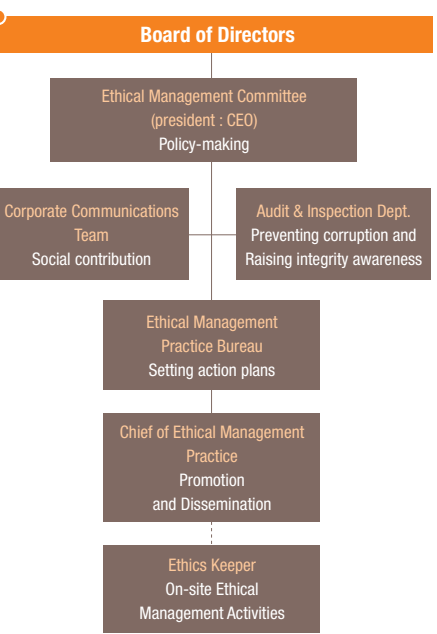 Board of Directors
Ethical Management Committee
(president : CEO)
Policy-making
Corporate Communications
Team
Social contribution
Audit & Inspection Dept.
Preventing corruption and
Raising integrity awareness
Ethical Management
Practice Bureau
Setting action plans
Chief of Ethical Management
Practice
Promotion
and Dissemination
Ethics Keeper
On-site Ethical
Management Activities